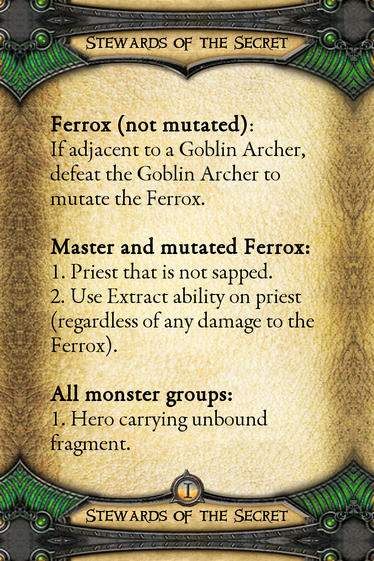 Stewards of the Secret
Ferrox (not mutated):
If adjacent to a Goblin Archer,
defeat the Goblin Archer to
mutate the Ferrox.
Master and mutated Ferrox:
1. Priest that is not sapped.
2. Use Extract ability on priest
(regardless of any damage to the
Ferrox).
All monster groups:
1. Hero carrying unbound
fragment.
I
Stewards of the Secret